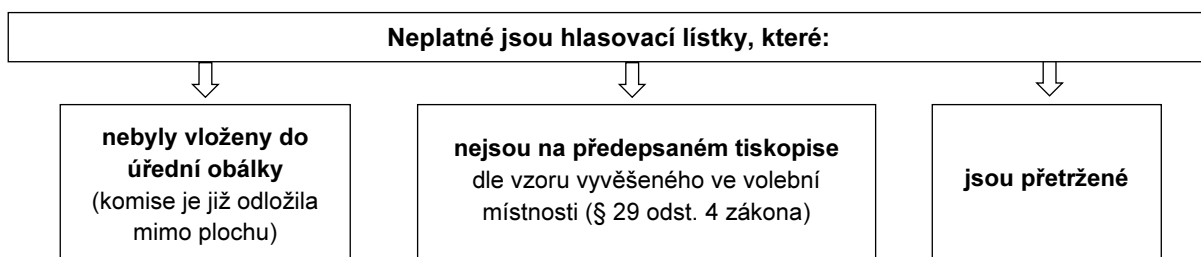 Neplatné jsou hlasovací lístky, které:
nebyly vloženy do
úřední obálky
(komise je již odložila
mimo plochu)
nejsou na předepsaném tiskopise
dle vzoru vyvěšeného ve volební
místnosti (§ 29 odst. 4 zákona)
jsou přetržené